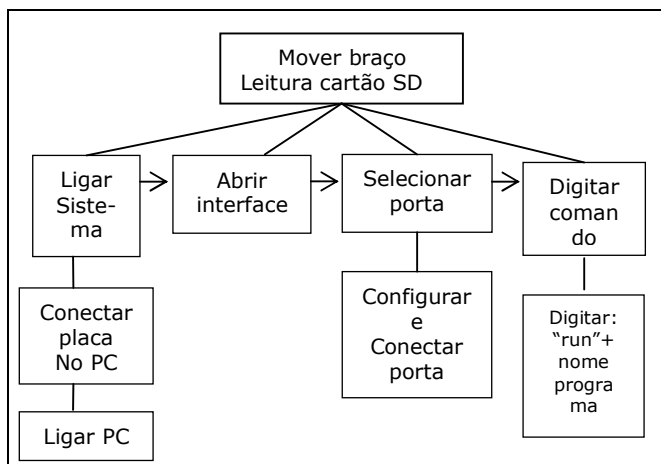 Mover braço
Leitura cartão SD
Ligar
Siste-
ma
Abrir
interface
Selecionar
porta
Digitar
coman
do
Conectar
placa
No PC
Configurar
e
Conectar
porta
Digitar:
“run”+
nome
progra
ma
Ligar PC